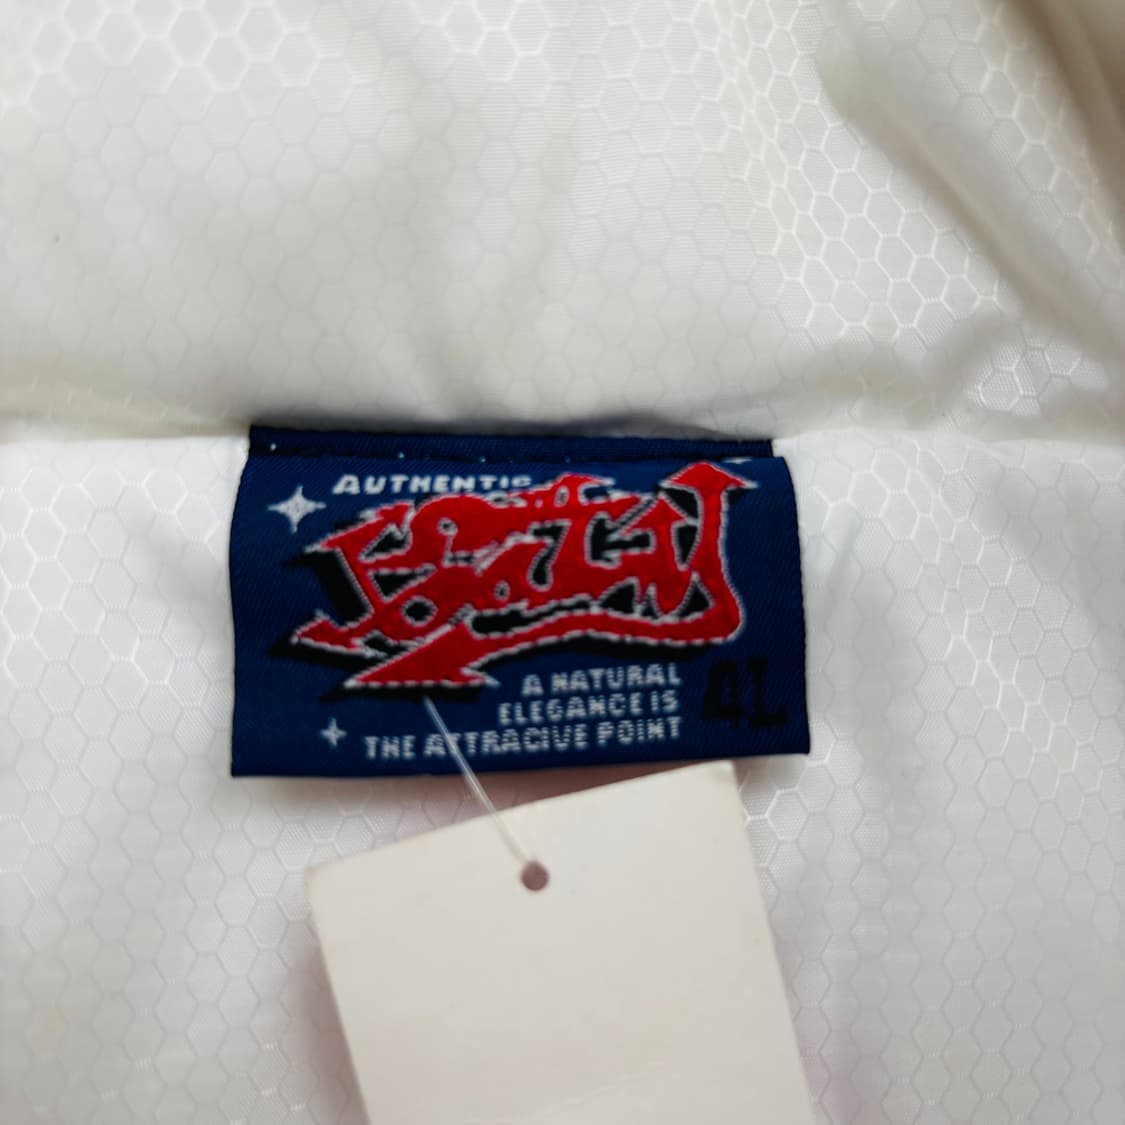 AUTHENTIC
A NATURAL
ELEGANCE IS
THE ATTRACIVE POINT
4L